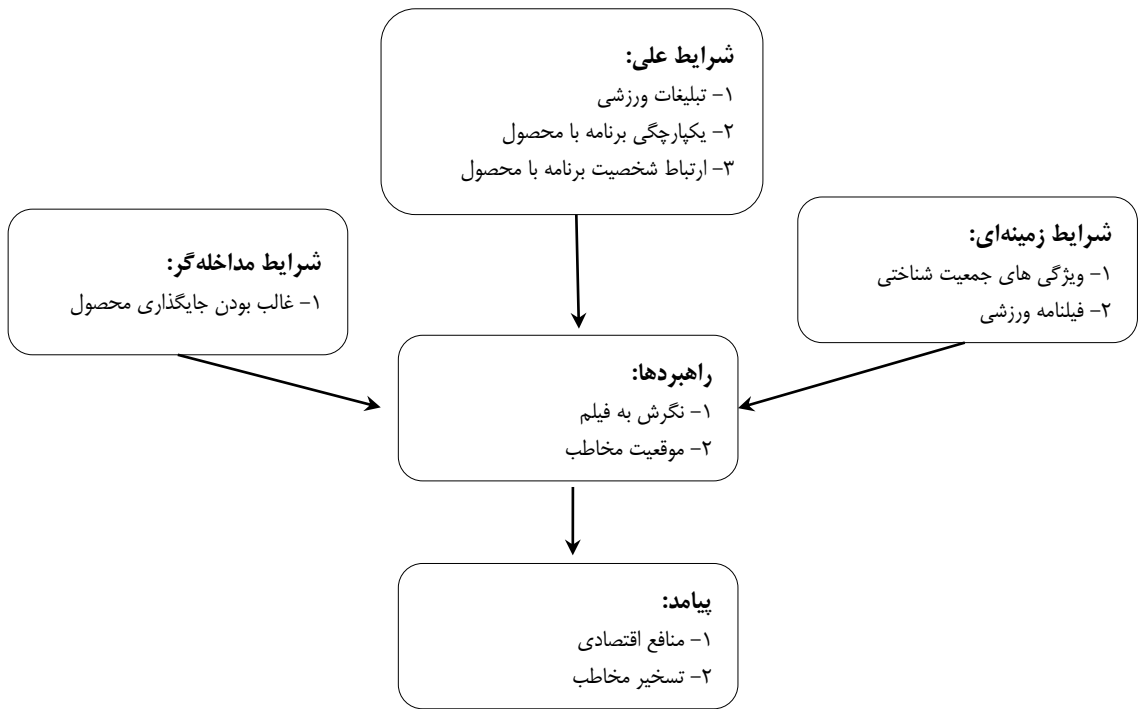 شرایط علی:
۱- تبلیغات ورزشی
۲- یکپارچگی برنامه با محصول
۳- ارتباط شخصیت برنامه با محصول
شرایط زمینه‌ای:
۱- ویژگی های جمعیت شناختی
۲- فیلنامه ورزشی
شرایط مداخله‌گر:
۱- غالب بودن جایگذاری محصول
راهبردها:
۱- نگرش به فیلم
۲- موقعیت مخاطب
پیامد:
۱- منافع اقتصادی
۲- تسخیر مخاطب